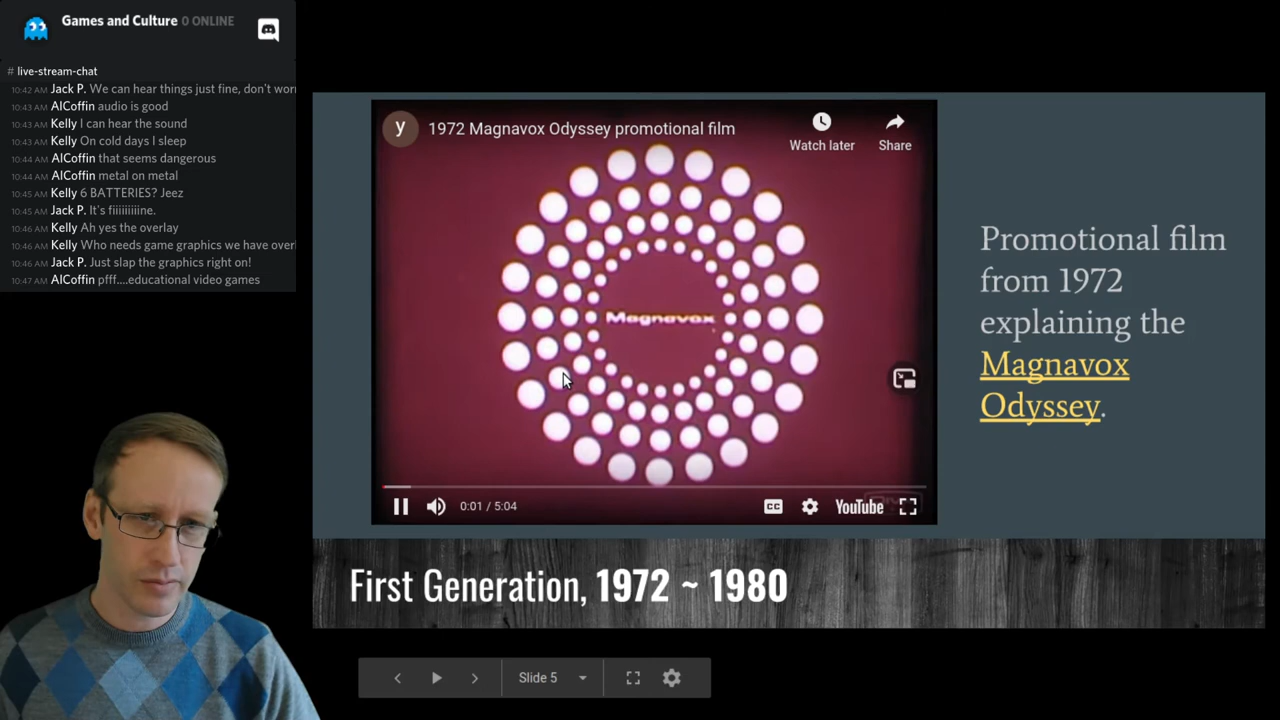 Games and Culture 0 ONLINE
# live-stream-chat
10:42 AM Jack P. We can hear things just fine, don't wor
10:43 AM AlCoffin audio is good
10:43 AM Kelly I can hear the sound
10:43 AM Kelly On cold days I sleep
10:44 AM AlCoffin that seems dangerous
10:44 AM AlCoffin metal on metal
10:45 AM Kelly 6 BATTERIES? Jeez
10:45 AM Jack P. It's fiiiiiiiiine.
10:46 AM Kelly Ah yes the overlay
10:46 AM Kelly Who needs game graphics we have over
10:46 AM Jack P. Just slap the graphics right on!
10:47 AM AlCoffin pfff....educational video games
y 1972 Magnavox Odyssey promotional film
Watch later
Share
Magnavox
0:01 / 5:04
CC
YouTube
Promotional film
from 1972
explaining the
Magnavox
Odyssey.
First Generation, 1972 ~ 1980
Slide 5